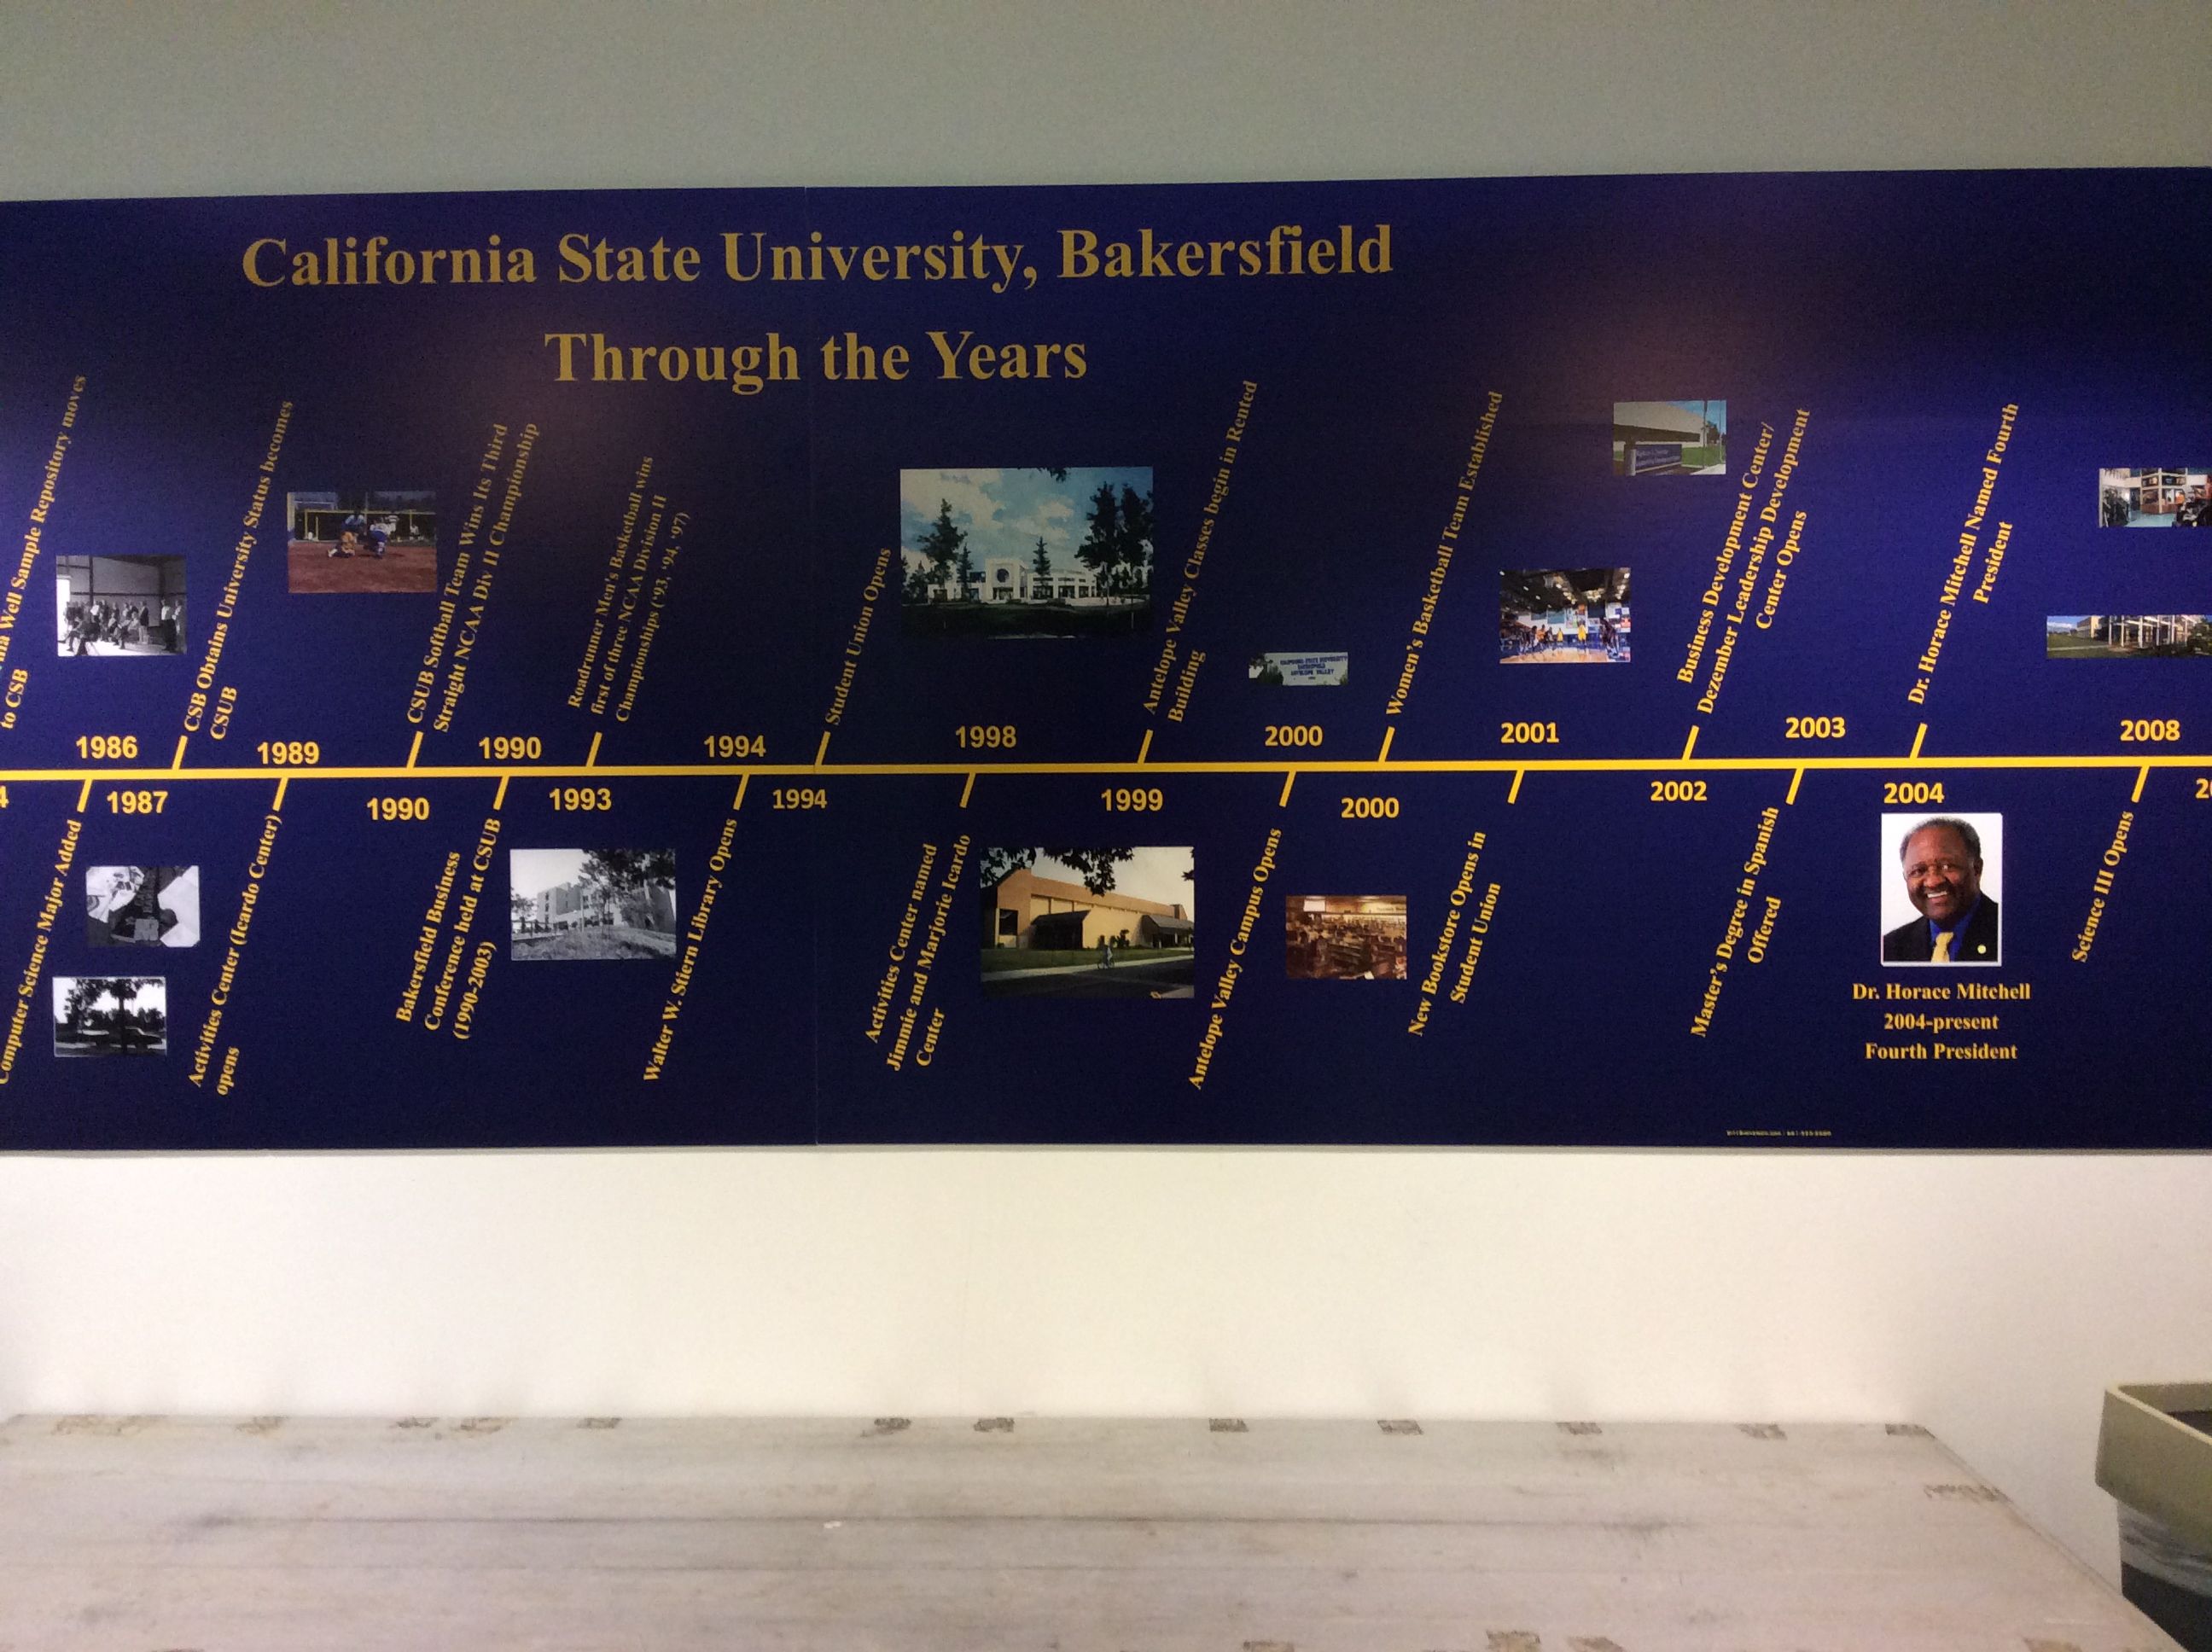 California State University, Bakersfield
Through the Years
Well Sample Repository moves
to CSB
CSB Obtains University Status becomes
CSUB
CSUB Softball Team Wins Its Third
Straight NCAA Div II Championship
Roadrunner Men's Basketball wins
first of three NCAA Division II
Championships ('93, '94, '97)
Student Union Opens
Antelope Valley Classes begin in Rented
Building
CALIFORNIA STATE UNIVERSITY
BAKERSFIELD
ANTELOPE VALLEY
Women's Basketball Team Established
Business Development Center/
Dezember Leadership Development
Center Opens
Dr. Horace Mitchell Named Fourth
President
1986
1989
1990
1994
1998
2000
2001
2003
2008
4
1987
1990
1993
1994
1999
2000
2002
2004
Computer Science Major Added
Activities Center (Icardo Center)
opens
Bakersfield Business
Conference held at CSUB
(1990-2003)
Walter W. Stiern Library Opens
Activities Center named
Jimmie and Marjorie Icardo
Center
Antelope Valley Campus Opens
New Bookstore Opens in
Student Union
Master's Degree in Spanish
Offered
Dr. Horace Mitchell
2004-present
Fourth President
Science III Opens